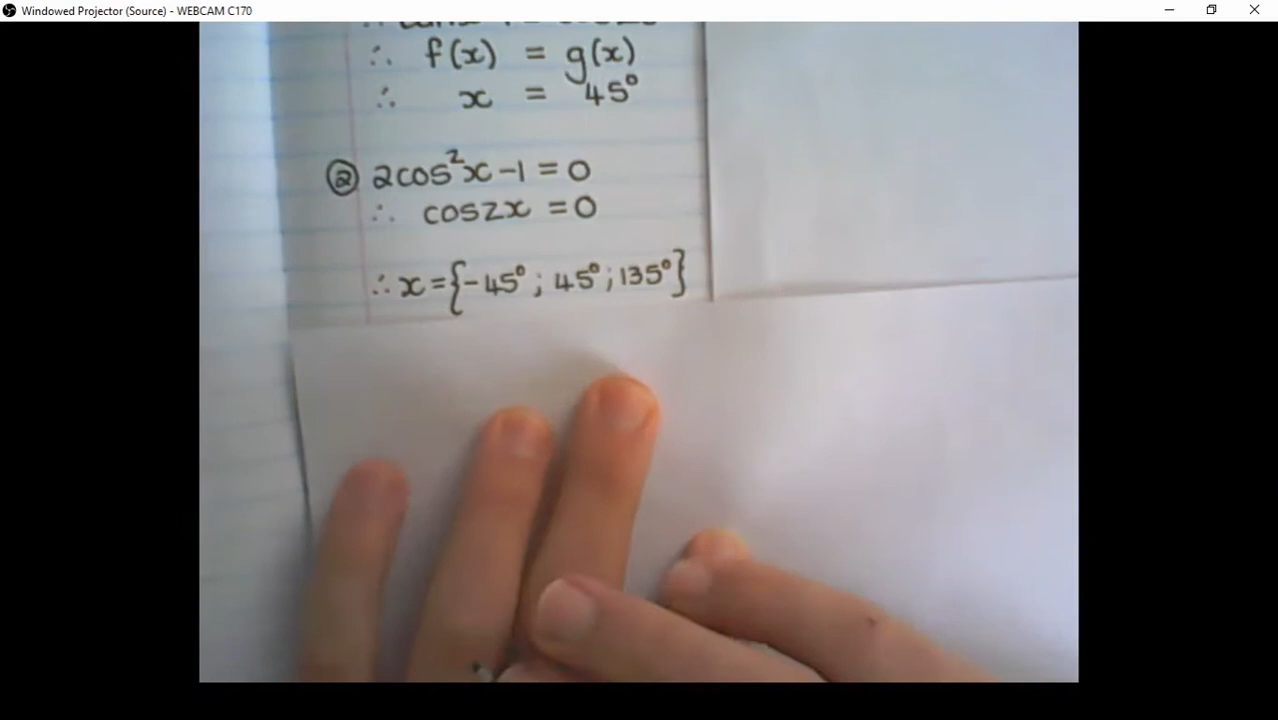 Windowed Projector (Source) - WEBCAM C170
∴ f(x) = g(x)
∴ x = 45°
② 2cos²x - 1 = 0
∴ cos2x = 0
∴ x = {-45° ; 45° ; 135°}